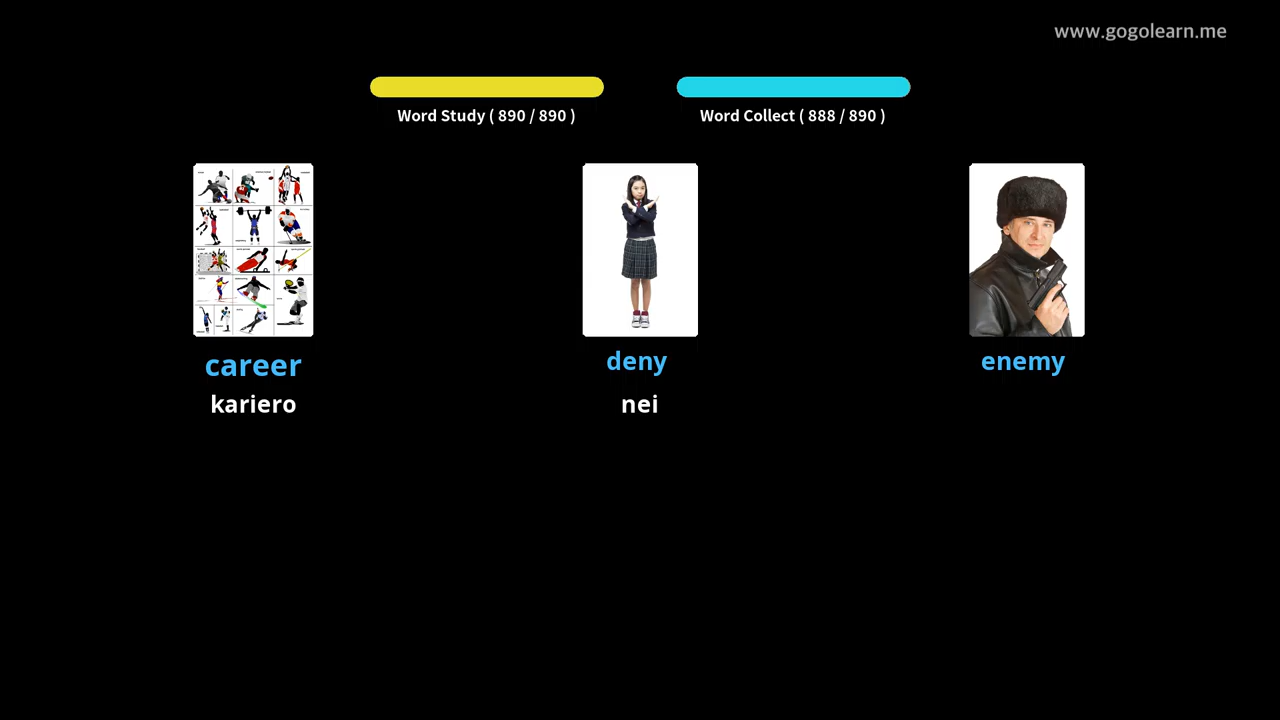 www.gogolearn.me
Word Study ( 890 / 890 )
Word Collect ( 888 / 890 )
career
deny
enemy
kariero
nei